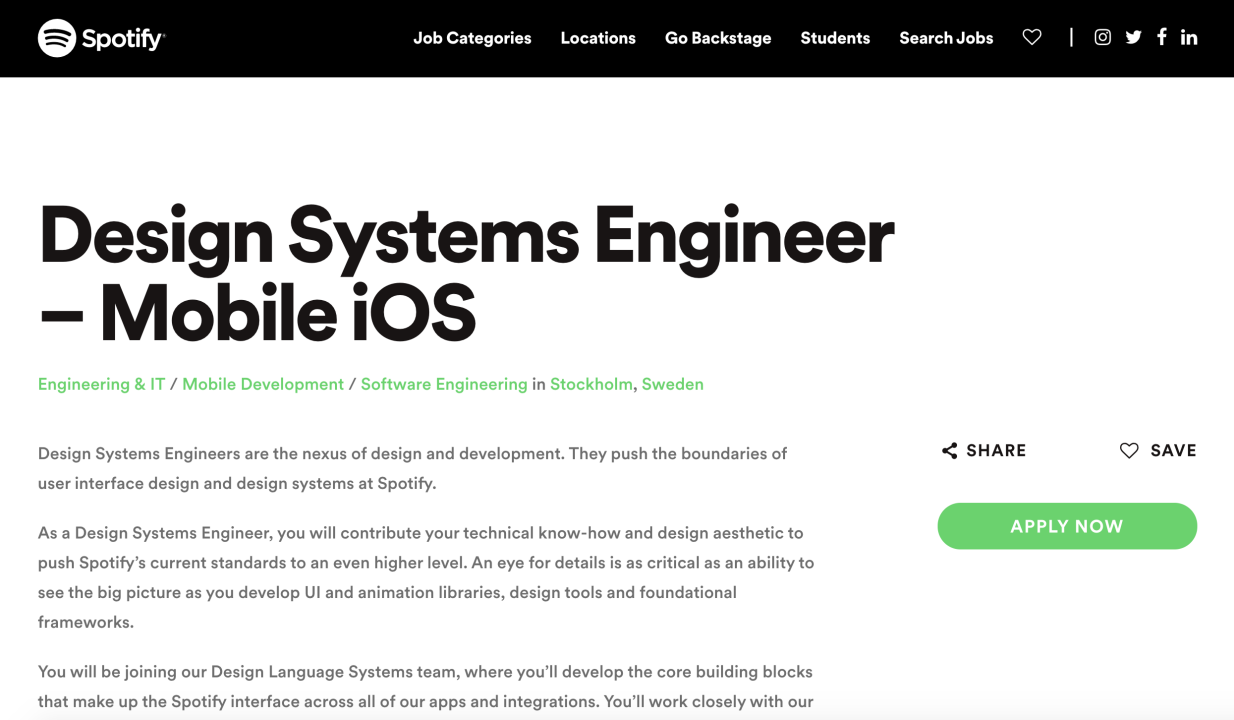 Spotify
Job Categories Locations Go Backstage Students Search Jobs
Design Systems Engineer
– Mobile iOS
Engineering & IT / Mobile Development / Software Engineering in Stockholm, Sweden
Design Systems Engineers are the nexus of design and development. They push the boundaries of
user interface design and design systems at Spotify.
SHARE SAVE
APPLY NOW
As a Design Systems Engineer, you will contribute your technical know-how and design aesthetic to
push Spotify’s current standards to an even higher level. An eye for details is as critical as an ability to
see the big picture as you develop UI and animation libraries, design tools and foundational
frameworks.
You will be joining our Design Language Systems team, where you’ll develop the core building blocks
that make up the Spotify interface across all of our apps and integrations. You’ll work closely with our